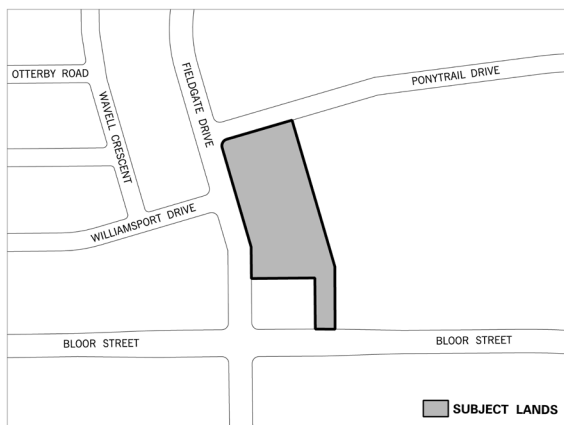 OTTERBY ROAD
WAVELL CRESCENT
FIELDGATE DRIVE
PONYTRAIL DRIVE
WILLIAMSPORT DRIVE
BLOOR STREET
BLOOR STREET
SUBJECT LANDS